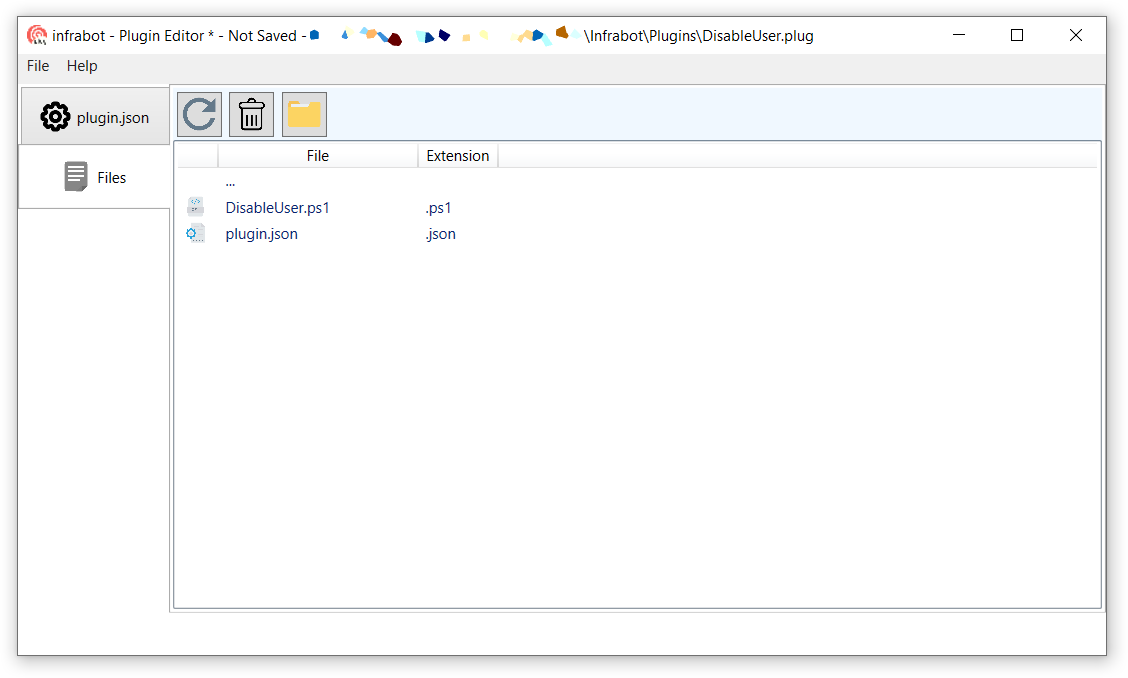 infrabot - Plugin Editor * - Not Saved - \Infrabot\Plugins\DisableUser.plug
File Help
plugin.json
Files
File Extension
...
DisableUser.ps1 .ps1
plugin.json .json